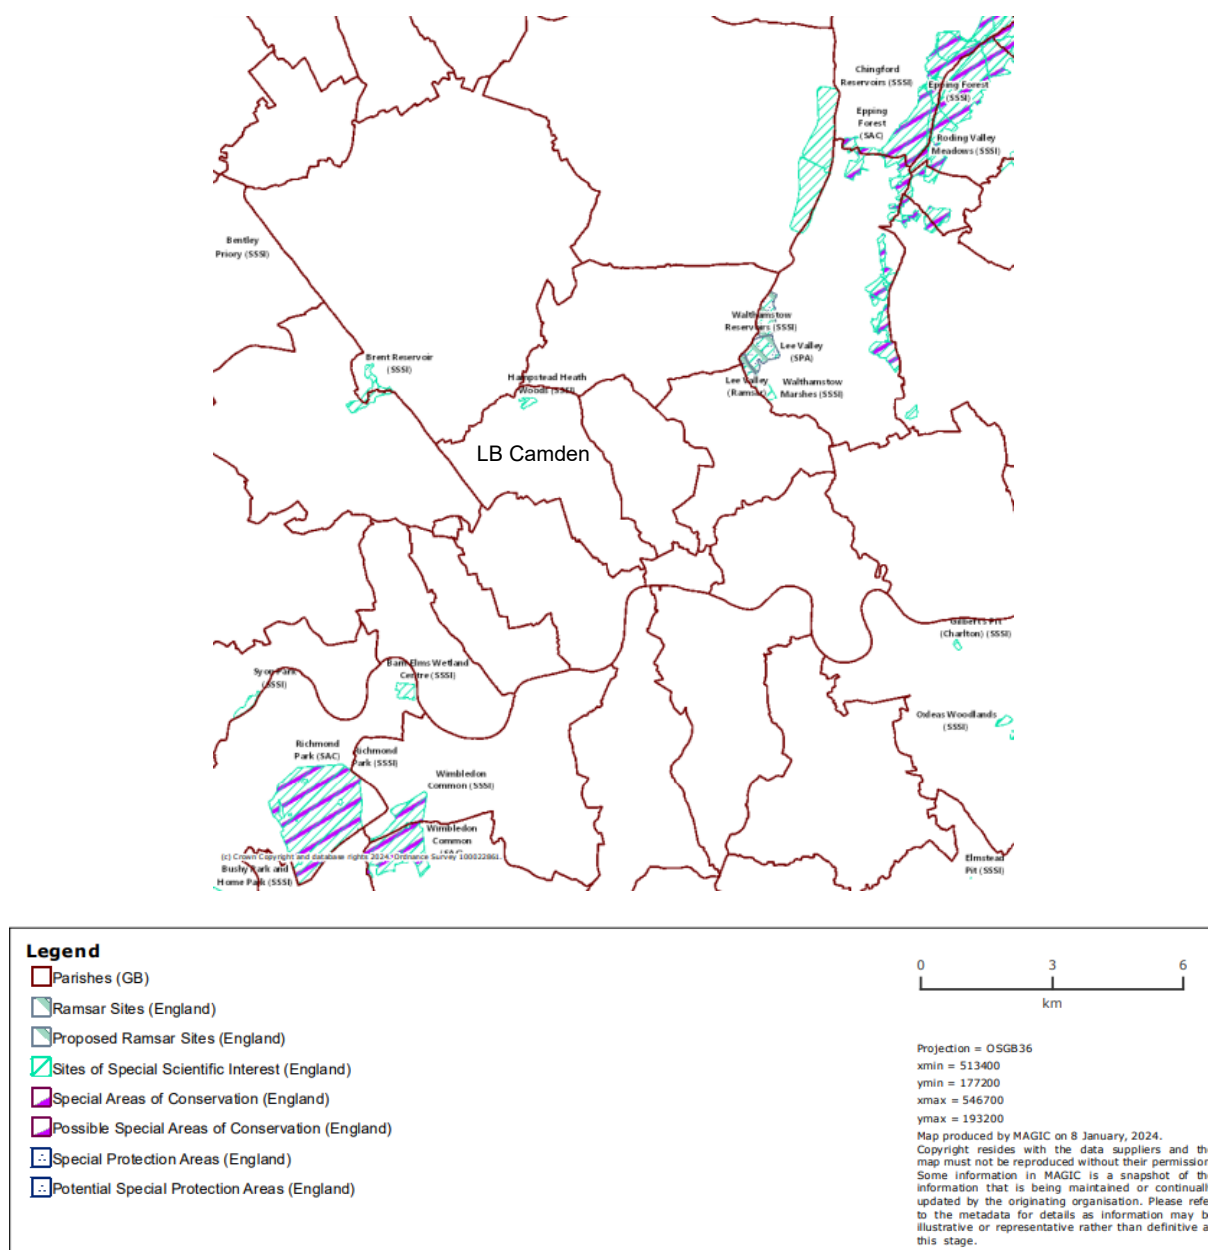 Chingford
Reservoirs (SSSI)
Epping Forest
(SSSI)
Epping
Forest
(SAC)
Roding Valley
Meadows (SSSI)
Bentley
Priory (SSSI)
Walthamstow
Reservoirs (SSSI)
Lee Valley
(SPA)
Brent Reservoir
(SSSI)
Hampstead Heath
Woods (SSSI)
Lee Valley
(Ramsar)
Walthamstow
Marshes (SSSI)
LB Camden
Gilbert's Pit
(Charlton) (SSSI)
Syon Park
(SSSI)
Barn Elms Wetland
Centre (SSSI)
Oxleas Woodlands
(SSSI)
Richmond
Park (SAC)
Richmond
Park (SSSI)
Wimbledon
Common (SSSI)
Wimbledon
Common
(SAC
(c) Crown Copyright and database rights 2024. Ordnance Survey 100022861.
Bushy Park and
Home Park (SSSI)
Elmstead
Pit (SSSI)
Legend
Parishes (GB)
Ramsar Sites (England)
Proposed Ramsar Sites (England)
Sites of Special Scientific Interest (England)
Special Areas of Conservation (England)
Possible Special Areas of Conservation (England)
Special Protection Areas (England)
Potential Special Protection Areas (England)
0 3 6
km
Projection = OSGB36
xmin = 513400
ymin = 177200
xmax = 546700
ymax = 193200
Map produced by MAGIC on 8 January, 2024.
Copyright resides with the data suppliers and the
map must not be reproduced without their permission
Some information in MAGIC is a snapshot of the
information that is being maintained or continually
updated by the originating organisation. Please refe
to the metadata for details as information may b
illustrative or representative rather than definitive a
this stage.